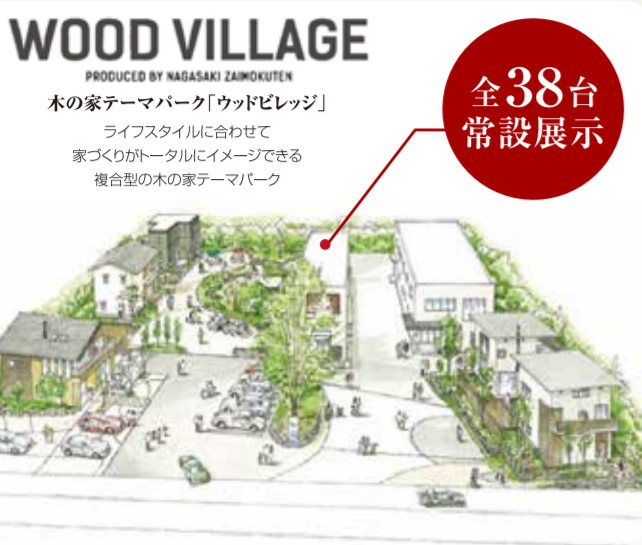 WOOD VILLAGE
PRODUCED BY NAGASAKI ZAIMOKUTEN
木の家テーマパーク「ウッドビレッジ」
ライフスタイルに合わせて
家づくりがトータルにイメージできる
複合型の木の家テーマパーク
全38台
常設展示